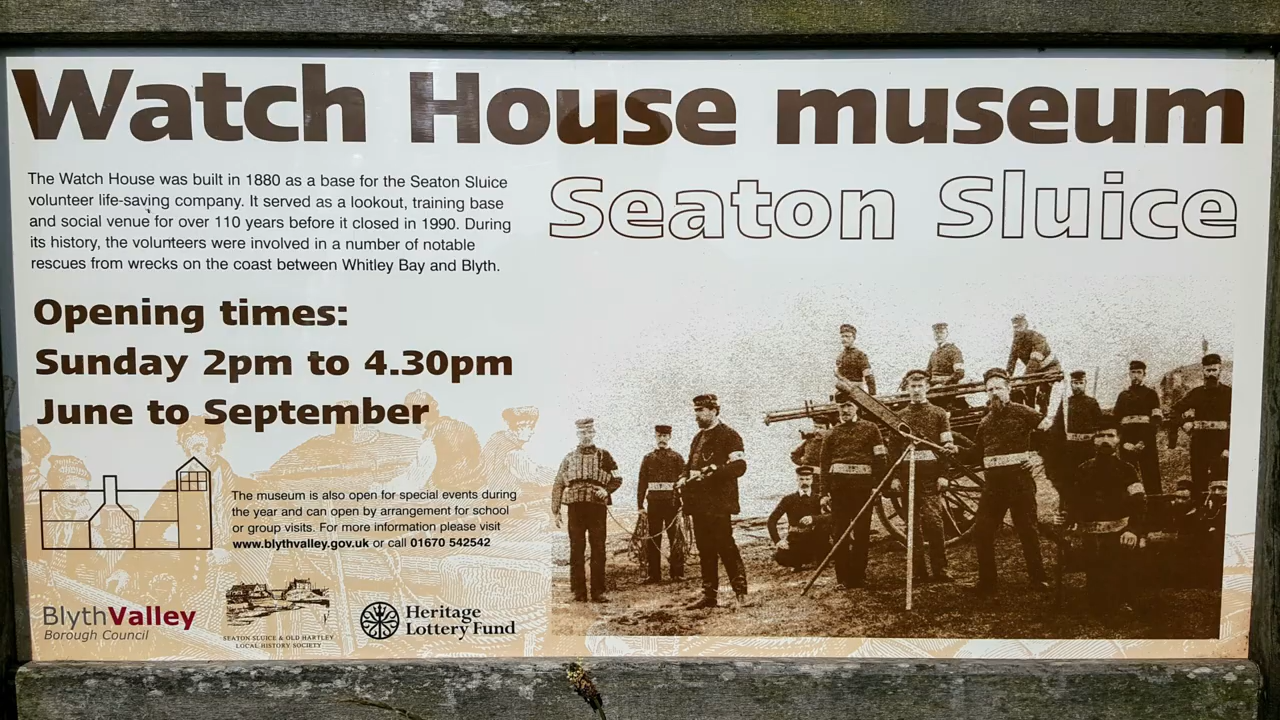 Watch House museum
Seaton Sluice
The Watch House was built in 1880 as a base for the Seaton Sluice
volunteer life-saving company. It served as a lookout, training base
and social venue for over 110 years before it closed in 1990. During
its history, the volunteers were involved in a number of notable
rescues from wrecks on the coast between Whitley Bay and Blyth.
Opening times:
Sunday 2pm to 4.30pm
June to September
The museum is also open for special events during
the year and can open by arrangement for school
or group visits. For more information please visit
www.blythvalley.gov.uk or call 01670 542542
BlythValley
Borough Council
SEATON SLUICE & OLD HARTLEY
LOCAL HISTORY SOCIETY
Heritage
Lottery Fund